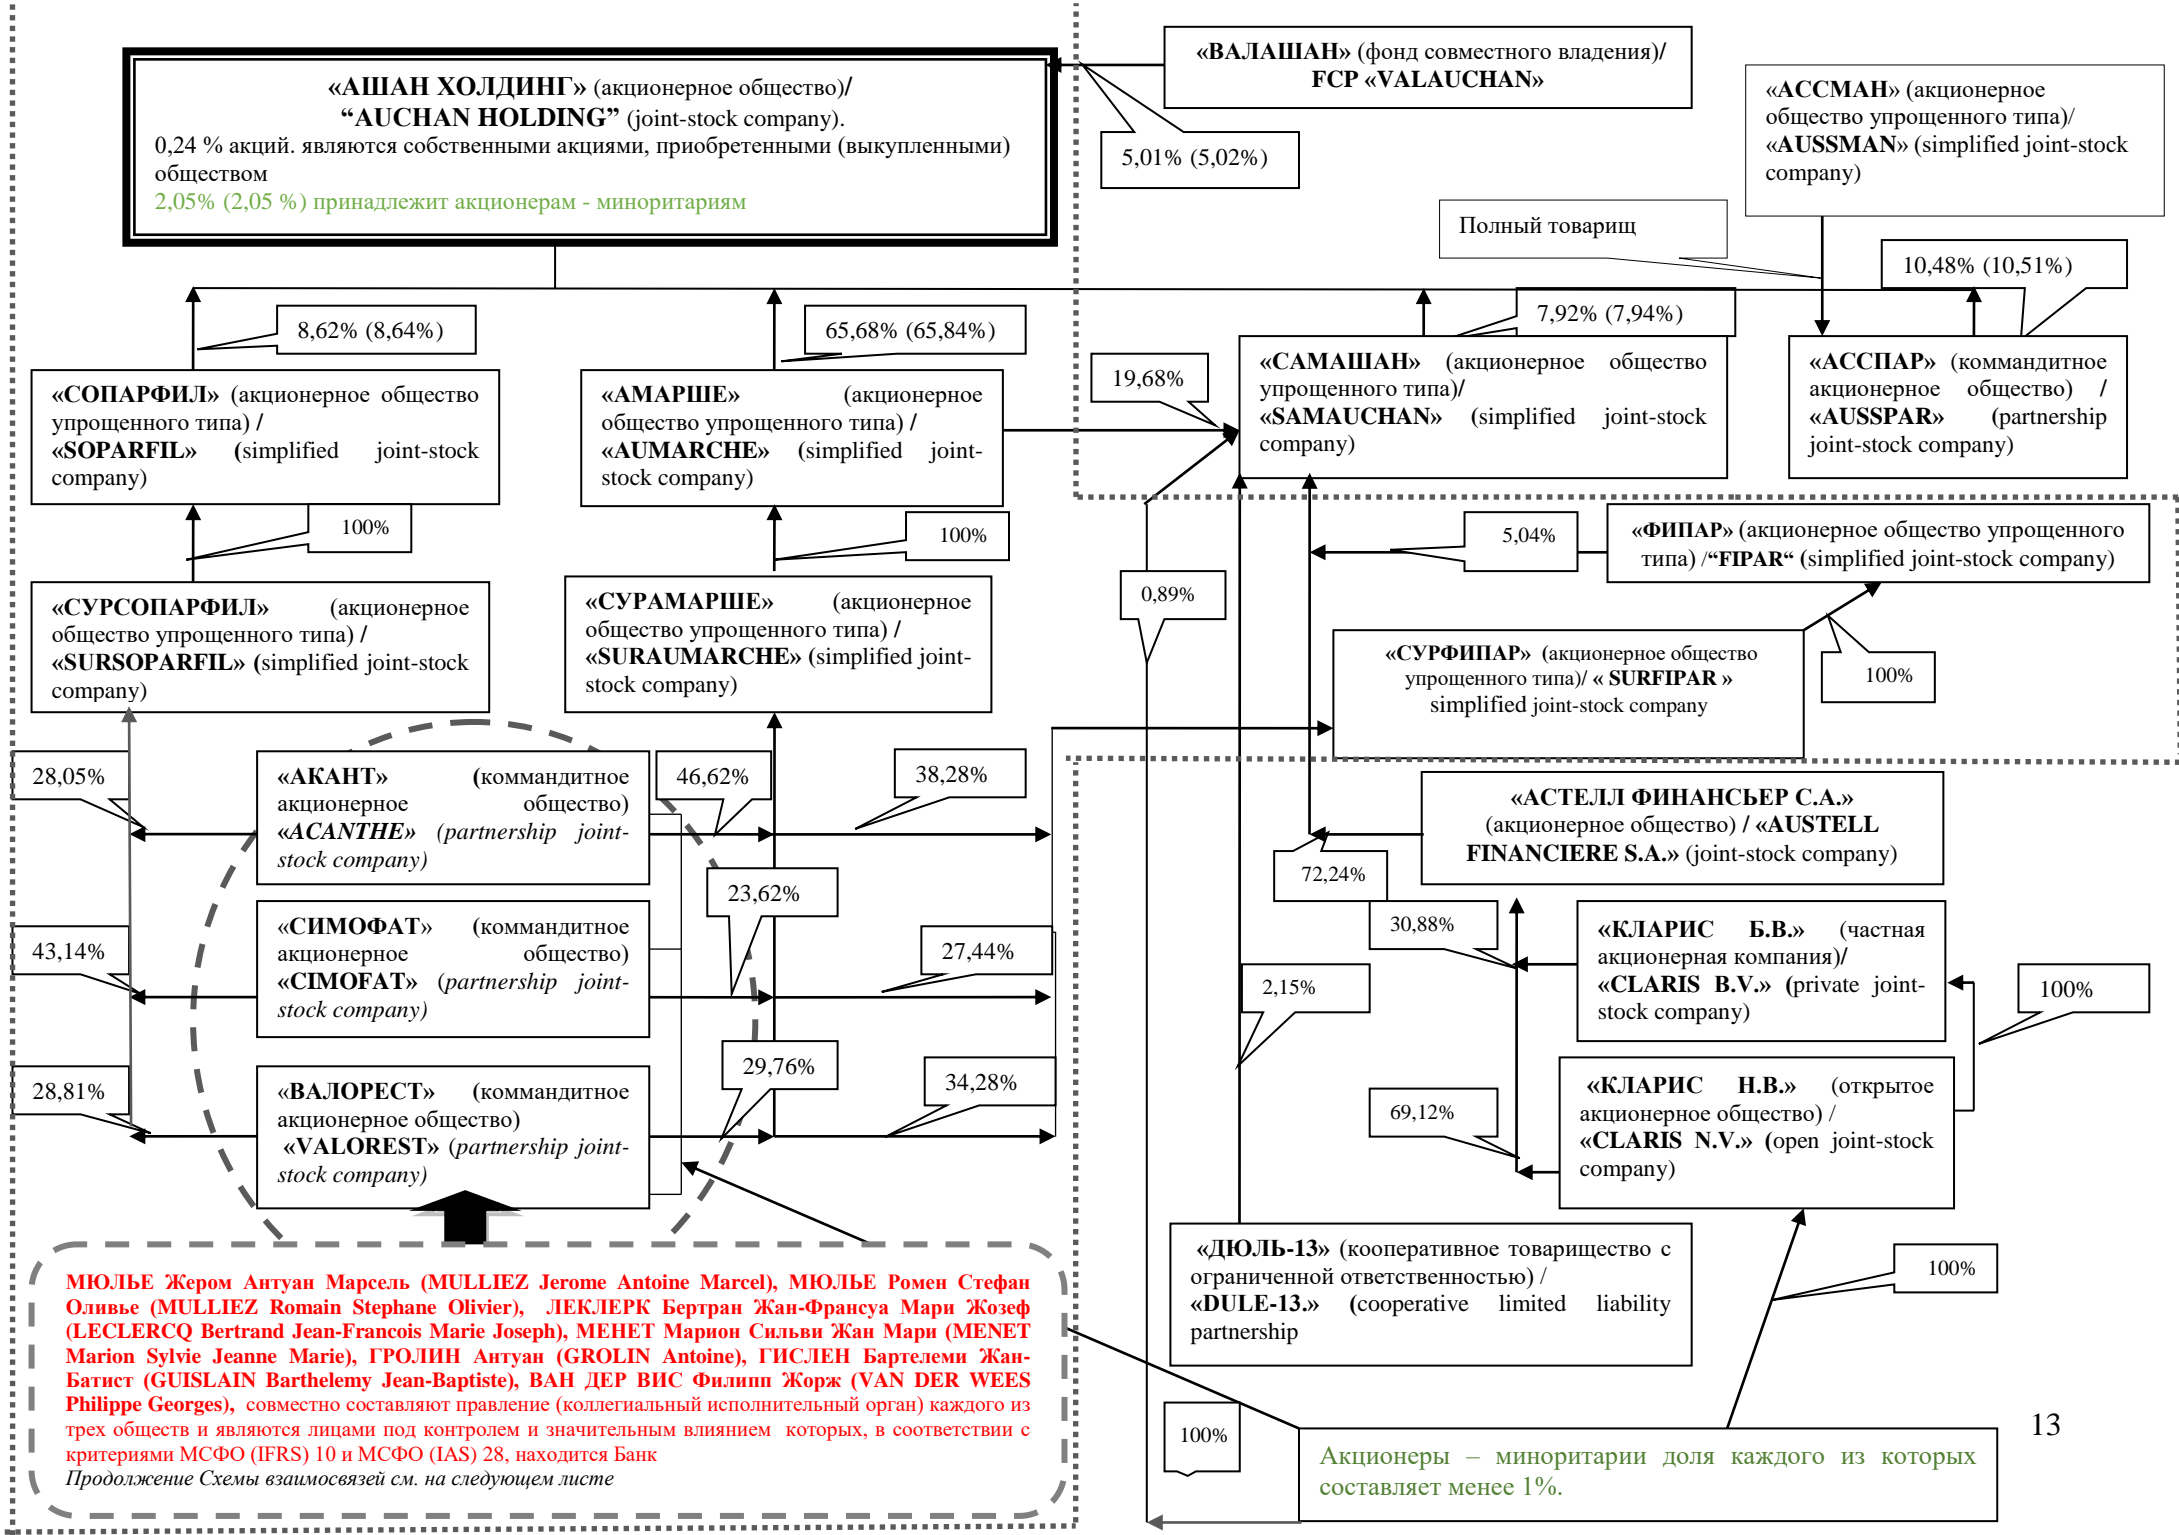 «АШАН ХОЛДИНГ» (акционерное общество)/
“AUCHAN HOLDING” (joint-stock company).
0,24 % акций. являются собственными акциями, приобретенными (выкупленными)
обществом
2,05% (2,05 %) принадлежит акционерам - миноритариям
«ВАЛАШАН» (фонд совместного владения)/
FCP «VALAUCHAN»
5,01% (5,02%)
«АССМАН» (акционерное
общество упрощенного типа)/
«AUSSMAN» (simplified joint-stock
company)
Полный товарищ
10,48% (10,51%)
8,62% (8,64%)
65,68% (65,84%)
7,92% (7,94%)
19,68%
«СОПАРФИЛ» (акционерное общество
упрощенного типа) /
«SOPARFIL» (simplified joint-stock
company)
«АМАРШЕ» (акционерное
общество упрощенного типа) /
«AUMARCHE» (simplified joint-
stock company)
«САМАШАН» (акционерное общество
упрощенного типа)/
«SAMAUCHAN» (simplified joint-stock
company)
«АССПАР» (коммандитное
акционерное общество) /
«AUSSPAR» (partnership
joint-stock company)
100%
100%
5,04%
«ФИПАР» (акционерное общество упрощенного
типа) /“FIPAR“ (simplified joint-stock company)
0,89%
«СУРСОПАРФИЛ» (акционерное
общество упрощенного типа) /
«SURSOPARFIL» (simplified joint-stock
company)
«СУРАМАРШЕ» (акционерное
общество упрощенного типа) /
«SURAUMARCHE» (simplified joint-
stock company)
«СУРФИПАР» (акционерное общество
упрощенного типа)/ « SURFIPAR »
simplified joint-stock company
100%
28,05%
«АКАНТ» (коммандитное
акционерное общество)
«ACANTHE» (partnership joint-
stock company)
46,62%
38,28%
«АСТЕЛЛ ФИНАНСЬЕР С.А.»
(акционерное общество) / «AUSTELL
FINANCIERE S.A.» (joint-stock company)
72,24%
23,62%
43,14%
«СИМОФАТ» (коммандитное
акционерное общество)
«CIMOFAT» (partnership joint-
stock company)
27,44%
30,88%
«КЛАРИС Б.В.» (частная
акционерная компания)/
«CLARIS B.V.» (private joint-
stock company)
2,15%
100%
28,81%
«ВАЛОРЕСТ» (коммандитное
акционерное общество)
«VALOREST» (partnership joint-
stock company)
29,76%
34,28%
69,12%
«КЛАРИС Н.В.» (открытое
акционерное общество) /
«CLARIS N.V.» (open joint-stock
company)
«ДЮЛЬ-13» (кооперативное товарищество с
ограниченной ответственностью) /
«DULE-13.» (cooperative limited liability
partnership
100%
МЮЛЬЕ Жером Антуан Марсель (MULLIEZ Jerome Antoine Marcel), МЮЛЬЕ Ромен Стефан
Оливье (MULLIEZ Romain Stephane Olivier), ЛЕКЛЕРК Бертран Жан-Франсуа Мари Жозеф
(LECLERCQ Bertrand Jean-Francois Marie Joseph), МЕНЕТ Марион Сильви Жан Мари (MENET
Marion Sylvie Jeanne Marie), ГРОЛИН Антуан (GROLIN Antoine), ГИСЛЕН Бартелеми Жан-
Батист (GUISLAIN Barthelemy Jean-Baptiste), ВАН ДЕР ВИС Филипп Жорж (VAN DER WEES
Philippe Georges), совместно составляют правление (коллегиальный исполнительный орган) каждого из
трех обществ и являются лицами под контролем и значительным влиянием которых, в соответствии с
критериями МСФО (IFRS) 10 и МСФО (IAS) 28, находится Банк
Продолжение Схемы взаимосвязей см. на следующем листе
100%
13
Акционеры – миноритарии доля каждого из которых
составляет менее 1%.